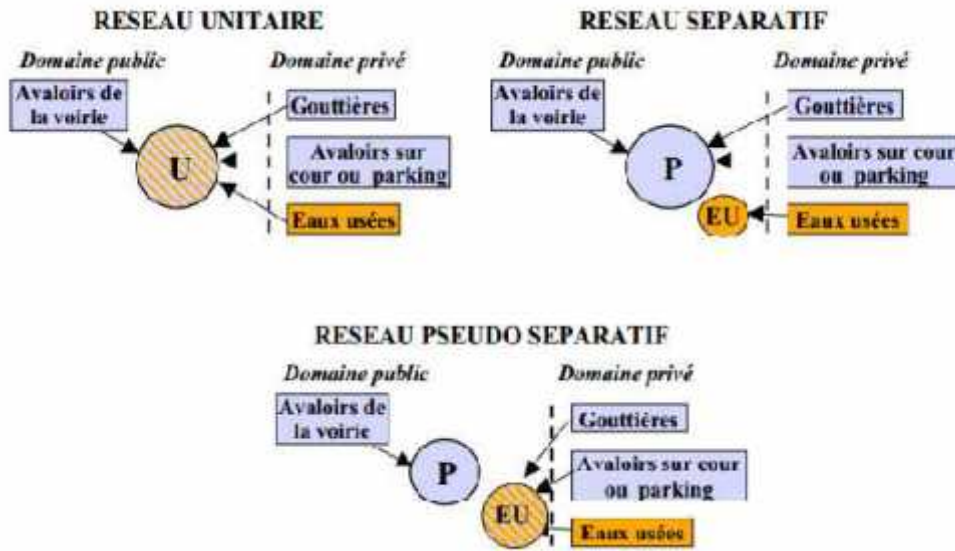 RESEAU UNITAIRE
Domaine public
Domaine privé
Avaloirs de
la voirie
Gouttières
U
Avaloirs sur
cour ou parking
Eaux usées
RESEAU SEPARATIF
Domaine public
Domaine privé
Avaloirs de
la voirie
Gouttières
P
Avaloirs sur cour
ou parking
EU
Eaux usées
RESEAU PSEUDO SEPARATIF
Domaine public
Domaine privé
Avaloirs de
la voirie
Gouttières
P
Avaloirs sur cour
ou parking
EU
Eaux usées